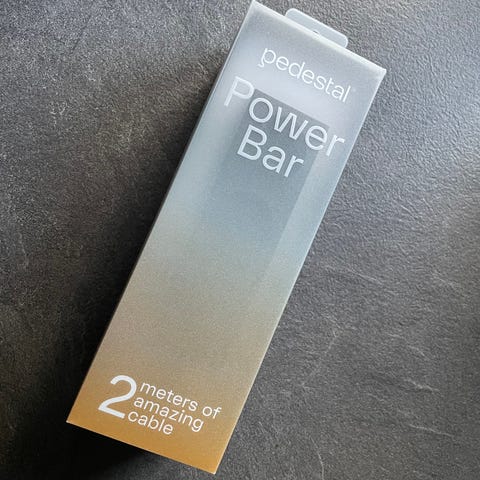 pedestal®
Power
Bar
2 meters of
amazing
cable